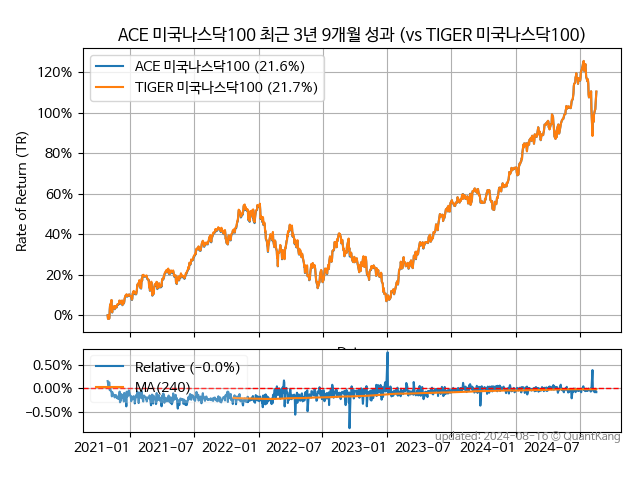 ACE 미국나스닥100 최근 3년 9개월 성과 (vs TIGER 미국나스닥100)
ACE 미국나스닥100 (21.6%)
TIGER 미국나스닥100 (21.7%)
Rate of Return (TR)
120%
100%
80%
60%
40%
20%
0%
0.50%
0.00%
−0.50%
Relative (−0.0%)
MA(240)
2021-01 2021-07 2022-01 2022-07 2023-01 2023-07 2024-01 2024-07
updated: 2024-08-16 © QuantKang